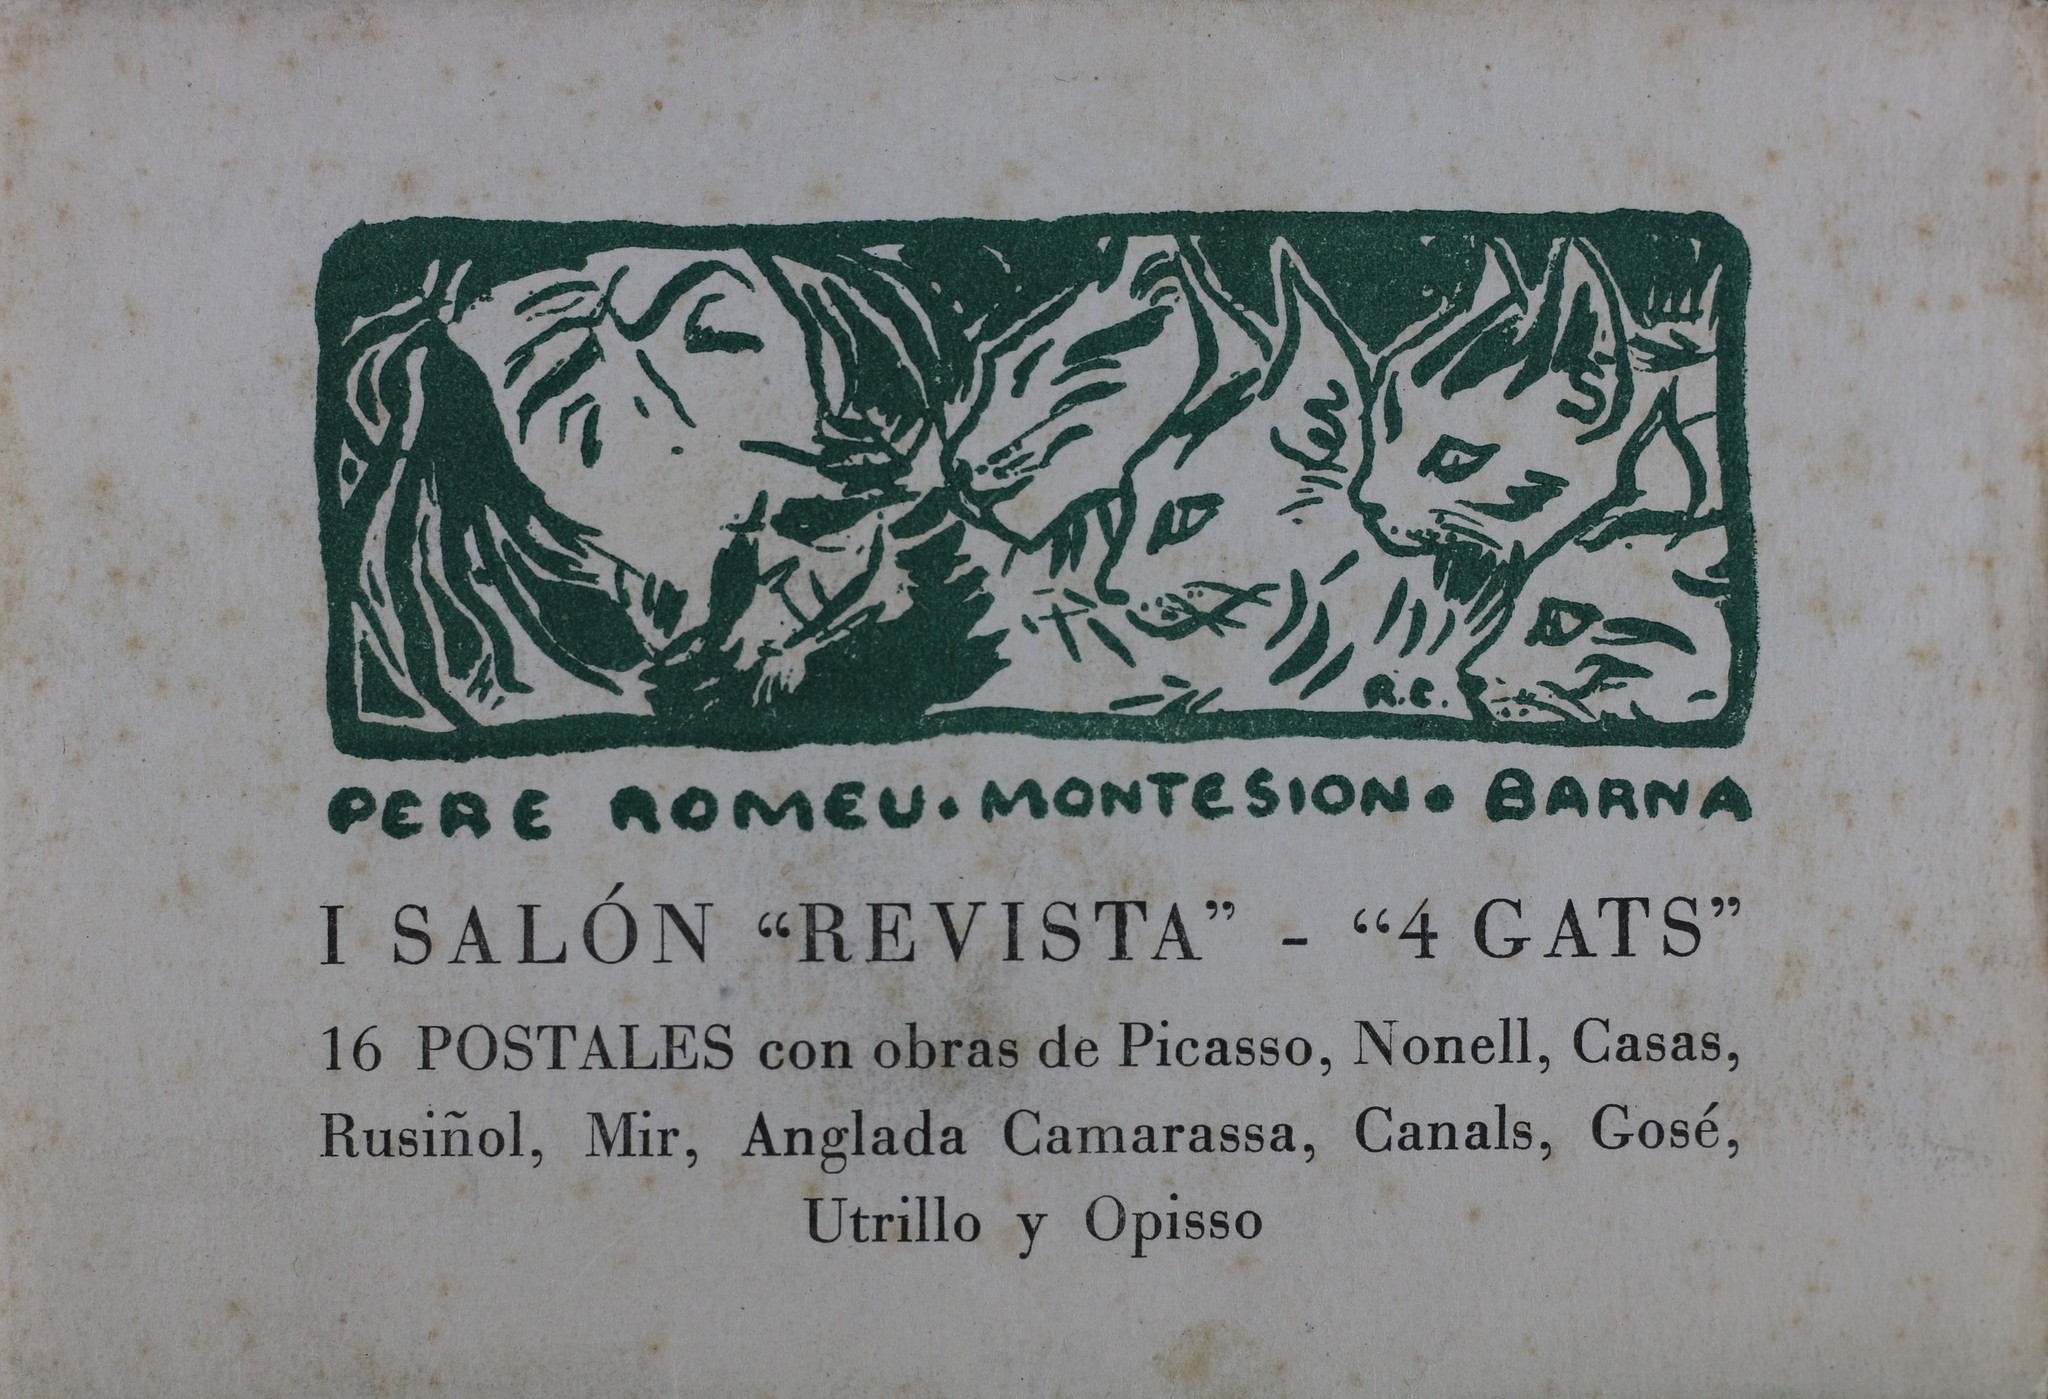 R.C.
PERE ROMEU • MONTESION • BARNA
I SALÓN “REVISTA” - “4 GATS”
16 POSTALES con obras de Picasso, Nonell, Casas,
Rusiñol, Mir, Anglada Camarassa, Canals, Gosé,
Utrillo y Opisso